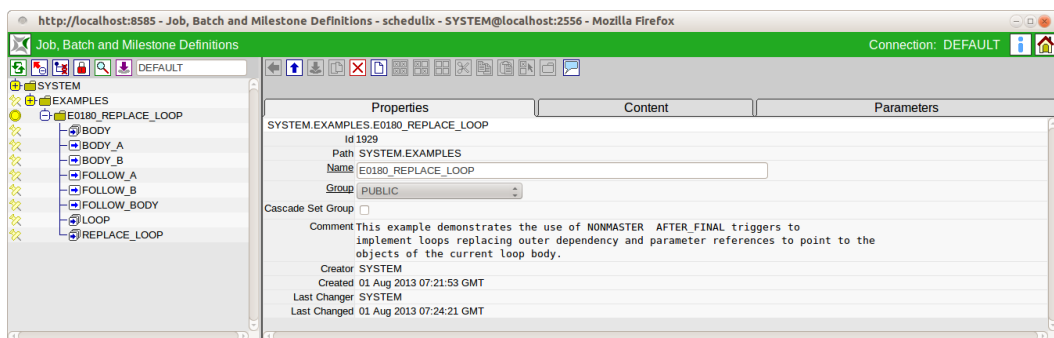 http://localhost:8585 - Job, Batch and Milestone Definitions - schedulix - SYSTEM@localhost:2556 - Mozilla Firefox
Job, Batch and Milestone Definitions
Connection: DEFAULT
DEFAULT
SYSTEM
EXAMPLES
E0180_REPLACE_LOOP
BODY
BODY_A
BODY_B
FOLLOW_A
FOLLOW_B
FOLLOW_BODY
LOOP
REPLACE_LOOP
Properties
Content
Parameters
SYSTEM.EXAMPLES.E0180_REPLACE_LOOP
Id 1929
Path SYSTEM.EXAMPLES
Name E0180_REPLACE_LOOP
Group PUBLIC
Cascade Set Group
Comment This example demonstrates the use of NONMASTER  AFTER_FINAL triggers to
implement loops replacing outer dependency and parameter references to point to the
objects of the current loop body.
Creator SYSTEM
Created 01 Aug 2013 07:21:53 GMT
Last Changer SYSTEM
Last Changed 01 Aug 2013 07:24:21 GMT